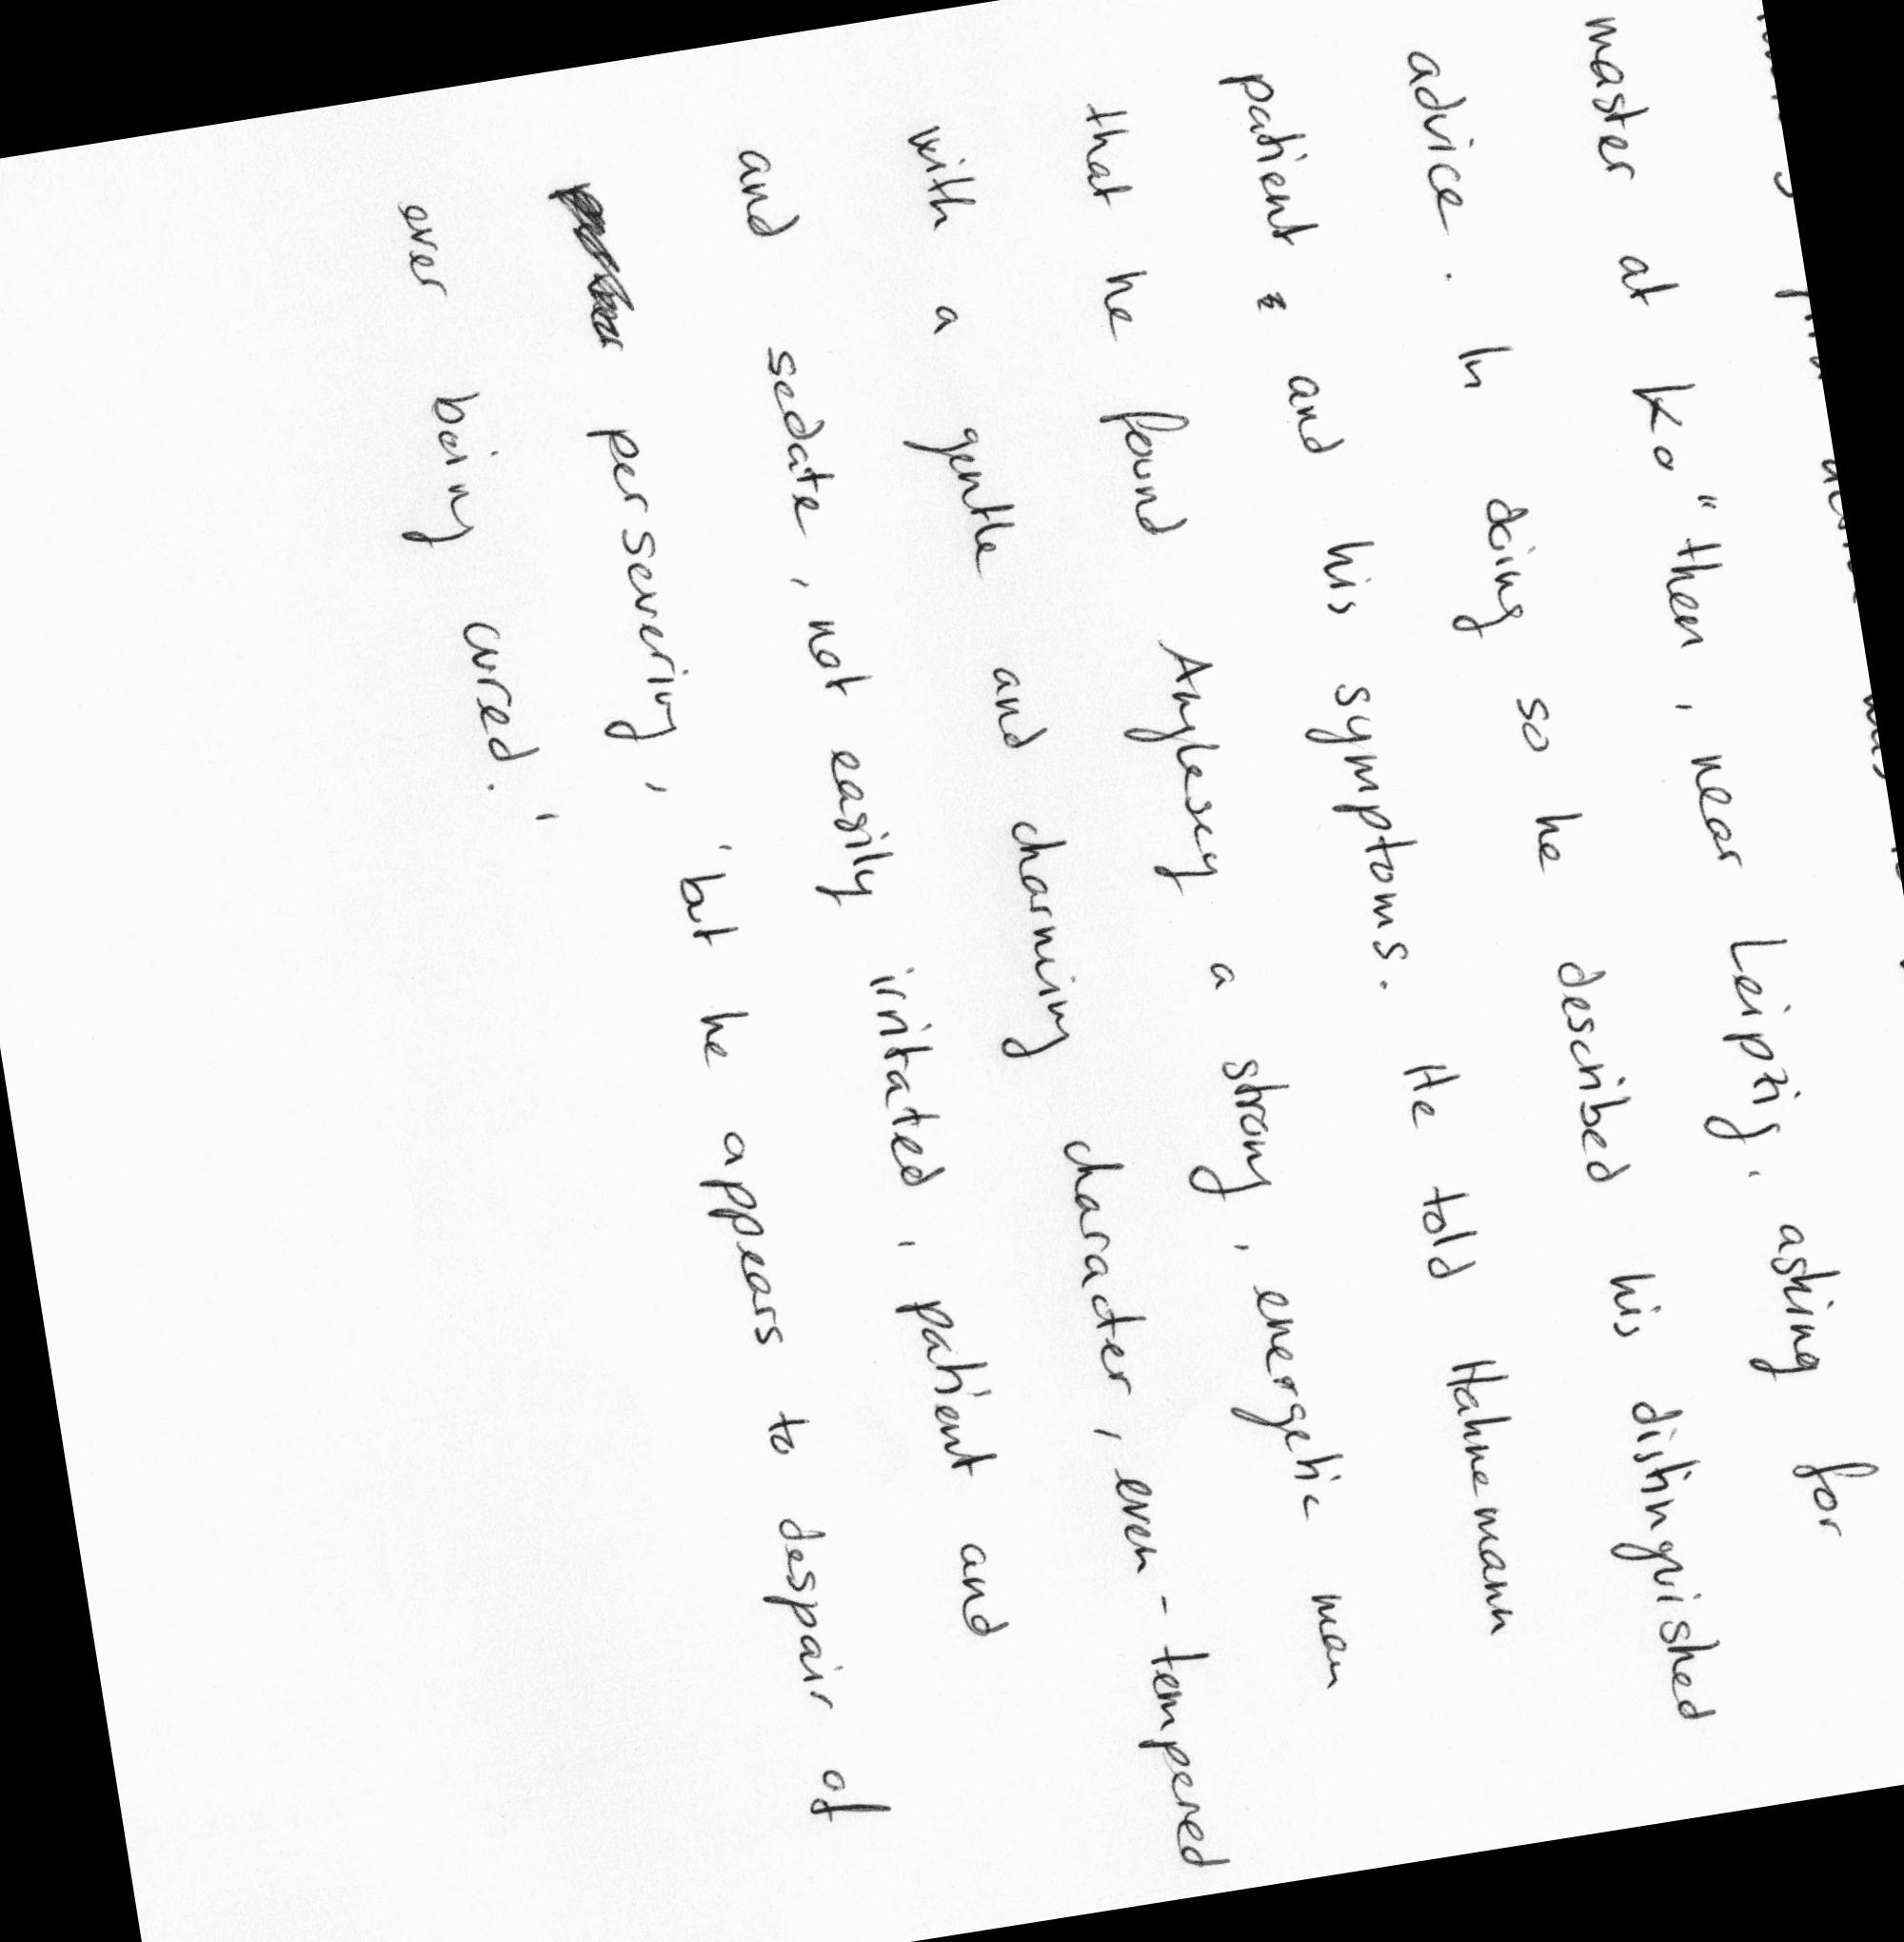 master at Ko"then, near Leipzig, asking for
advice. In doing so he described his distinguished
patient and his symptoms. He told Hahnemann
that he found Anglesey a strong, energetic man
with a gentle and charming character, even-tempered
and sedate, not easily irritated, patient and
persevering, 'but he appears to despair of
ever being cured.'